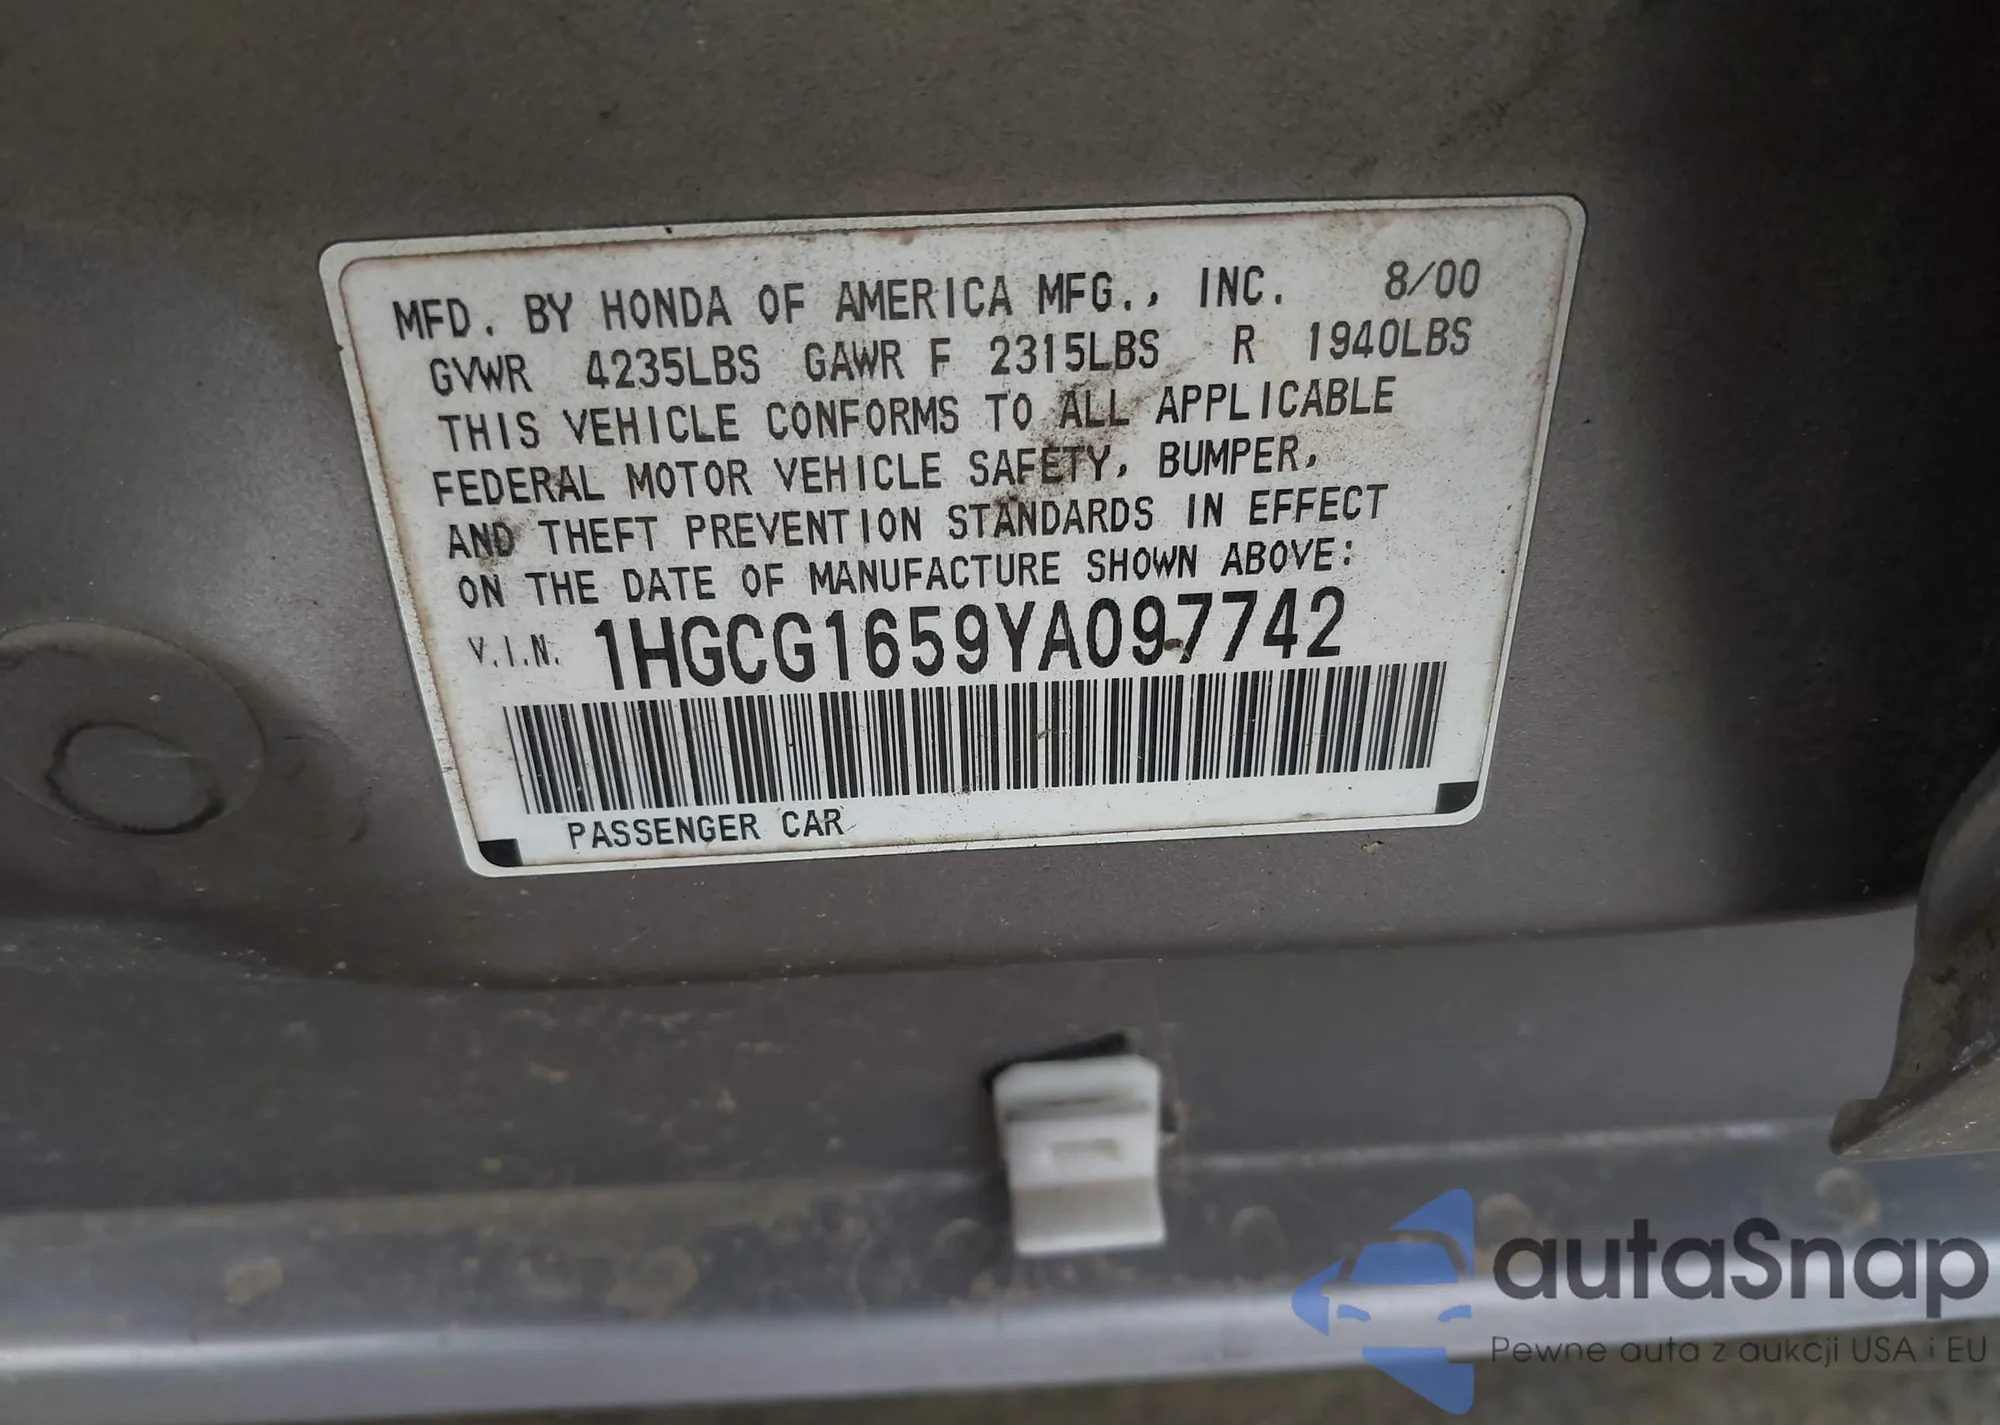 MFD. BY HONDA OF AMERICA MFG., INC. 8/00
GVWR 4235LBS GAWR F 2315LBS R 1940LBS
THIS VEHICLE CONFORMS TO ALL APPLICABLE
FEDERAL MOTOR VEHICLE SAFETY, BUMPER,
AND THEFT PREVENTION STANDARDS IN EFFECT
ON THE DATE OF MANUFACTURE SHOWN ABOVE:
V.I.N. 1HGCG1659YA097742
PASSENGER CAR
autaSnap
Pewne auta z aukcji USA i EU